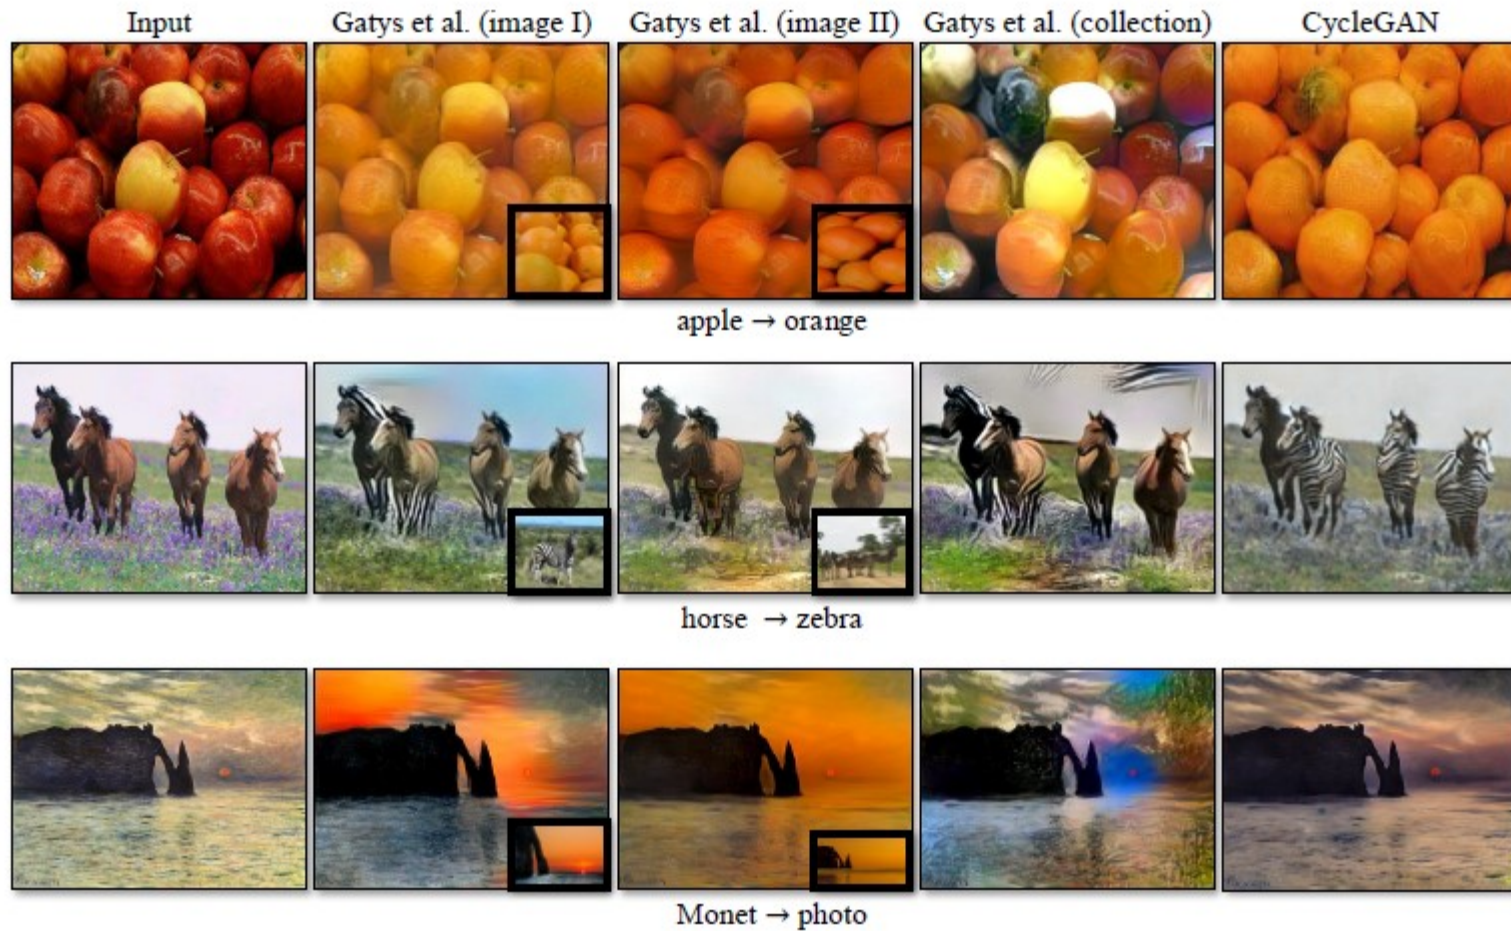 Input Gatys et al. (image I) Gatys et al. (image II) Gatys et al. (collection) CycleGAN
apple → orange
horse → zebra
Monet → photo